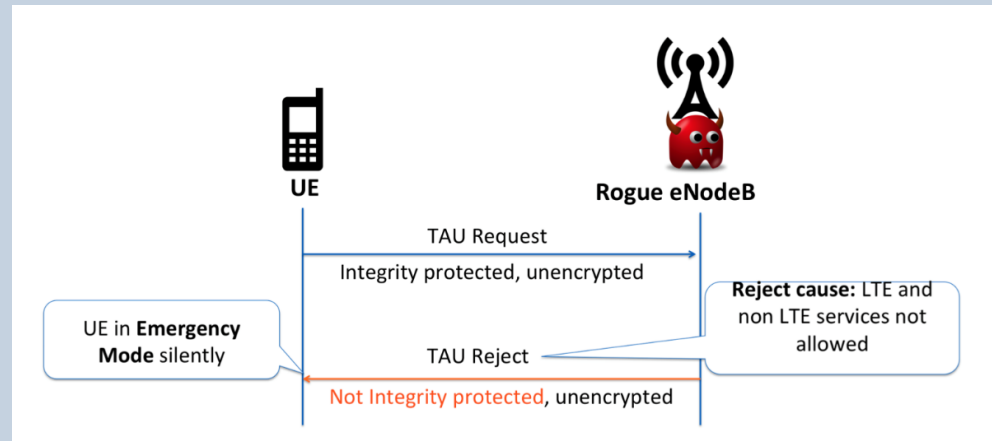 UE
Rogue eNodeB
TAU Request
Integrity protected, unencrypted
Reject cause: LTE and
non LTE services not
allowed
UE in Emergency
Mode silently
TAU Reject
Not Integrity protected, unencrypted